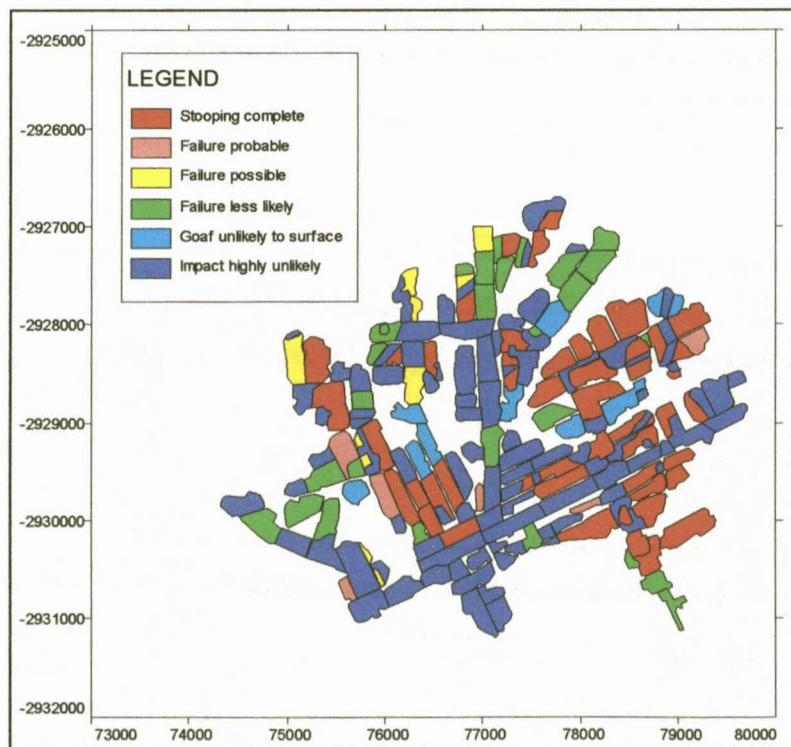 -2925000
LEGEND
Stooping complete
-2926000
Failure probable
Failure possible
-2927000
Failure less likely
Goaf unlikely to surface
Impact highly unlikely
-2928000
-2929000
-2930000
-2931000
-2932000
73000 74000 75000 76000 77000 78000 79000 80000